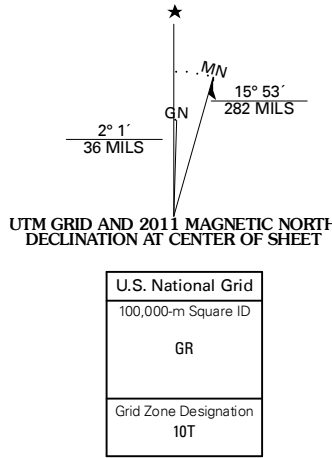 MN
GN
15° 53´
282 MILS
2° 1´
36 MILS
UTM GRID AND 2011 MAGNETIC NORTH
DECLINATION AT CENTER OF SHEET
U.S. National Grid
100,000-m Square ID
GR
Grid Zone Designation
10T